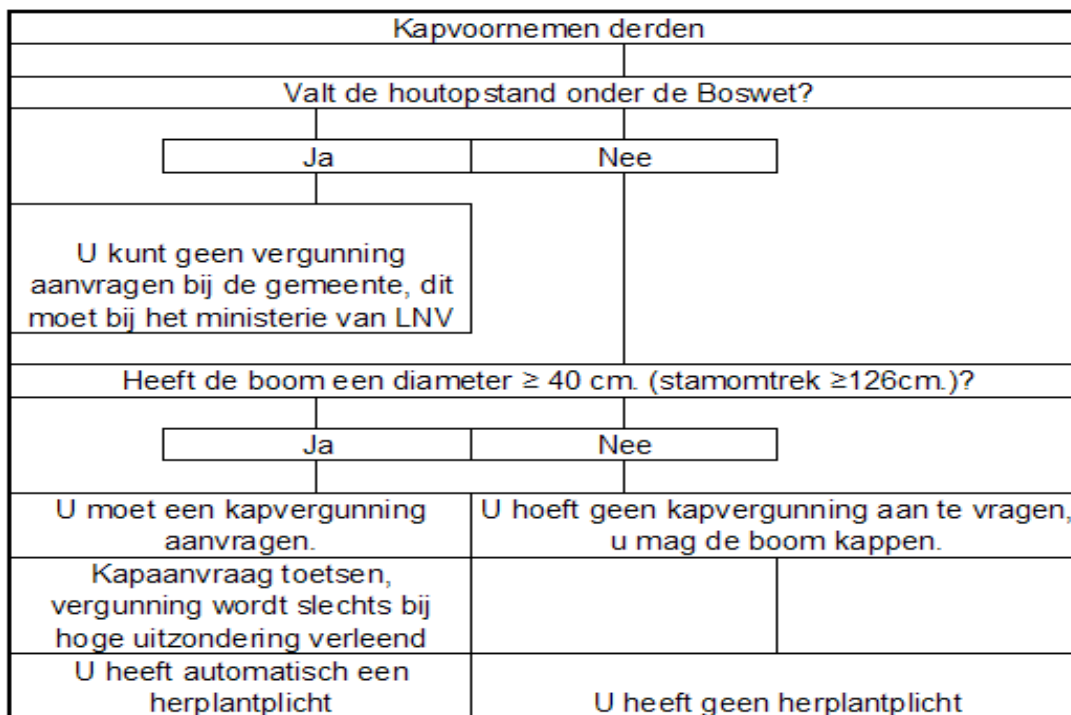 Kapvoornemen derden
Valt de houtopstand onder de Boswet?
Ja
Nee
U kunt geen vergunning
aanvragen bij de gemeente, dit
moet bij het ministerie van LNV
Heeft de boom een diameter ≥ 40 cm. (stamomtrek ≥126cm.)?
Ja
Nee
U moet een kapvergunning
aanvragen.
U hoeft geen kapvergunning aan te vragen,
u mag de boom kappen.
Kapaanvraag toetsen,
vergunning wordt slechts bij
hoge uitzondering verleend
U heeft automatisch een
herplantplicht
U heeft geen herplantplicht